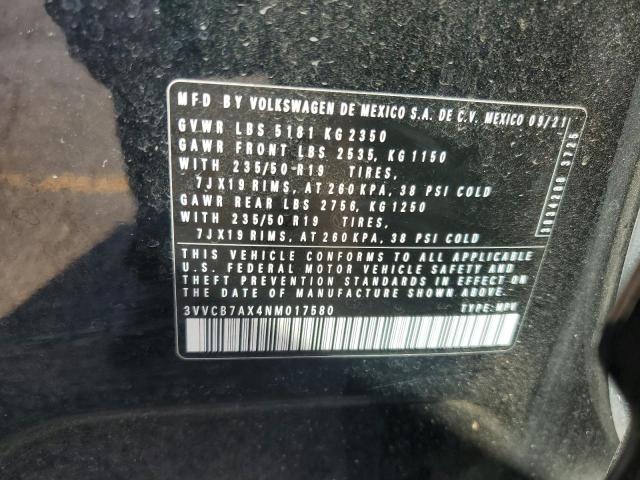 MFD BY VOLKSWAGEN DE MEXICO S.A. DE C.V. MEXICO 09/21
GVWR LBS 5181 KG 2350
GAWR FRONT LBS 2535, KG 1150
WITH 235/50-R19 TIRES,
7JX19 RIMS, AT 260 KPA, 38 PSI COLD
GAWR REAR LBS 2756, KG 1250
WITH 235/50 R19 TIRES,
7JX19 RIMS, AT 260 KPA, 38 PSI COLD
THIS VEHICLE CONFORMS TO ALL APPLICABLE
U.S. FEDERAL MOTOR VEHICLE SAFETY AND
THEFT PREVENTION STANDARDS IN EFFECT ON
THE DATE OF MANUFACTURE SHOWN ABOVE.
3VVCB7AX4NM017580 TYPE: MPV